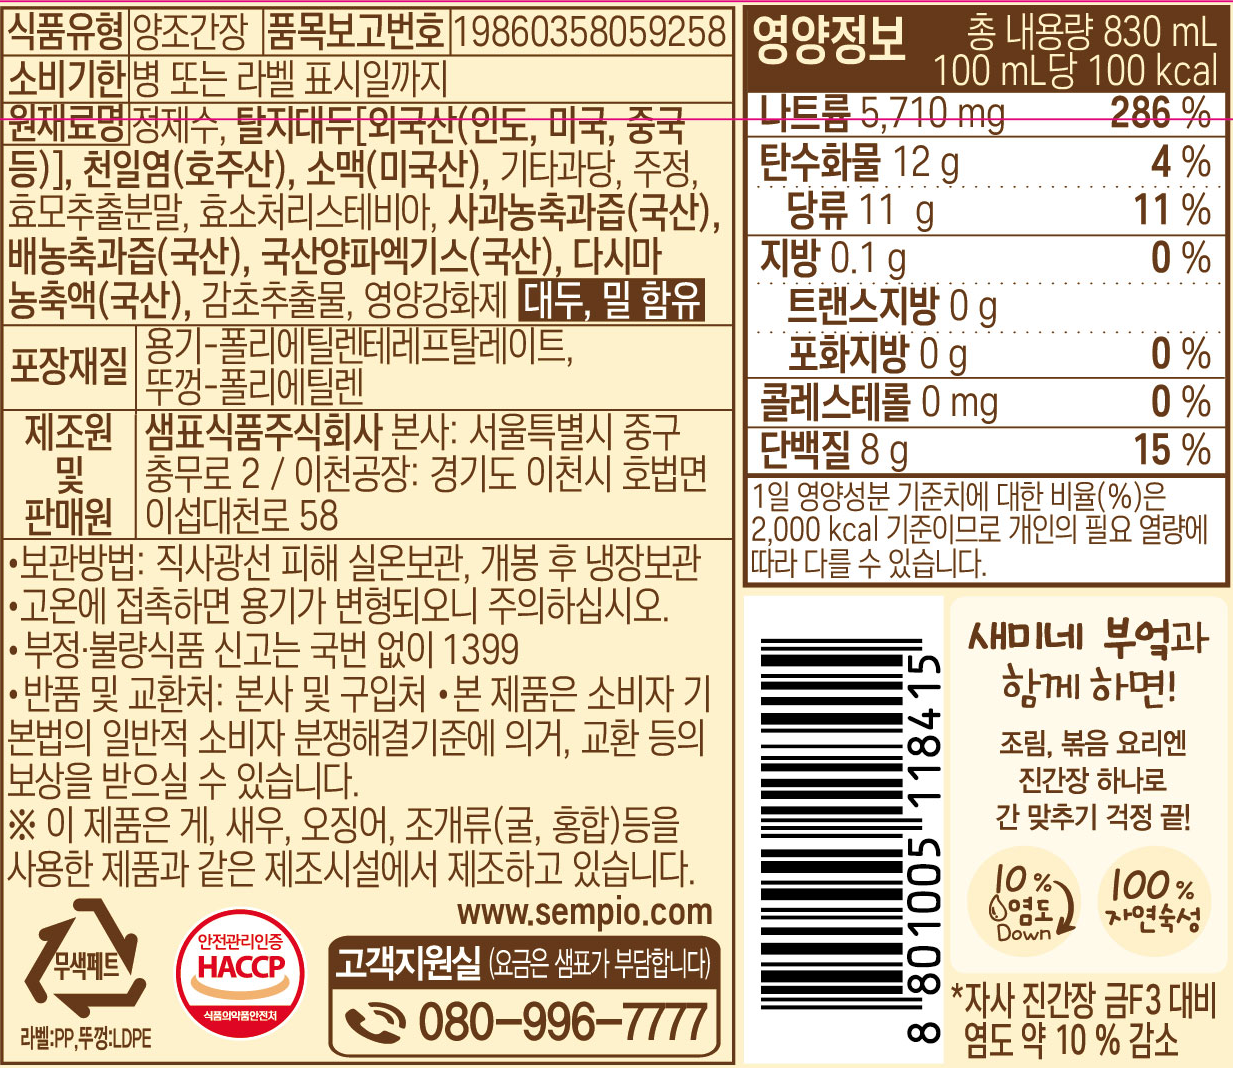 식품유형 양조간장 품목보고번호 19860358059258
소비기한 병 또는 라벨 표시일까지
원재료명 정제수, 탈지대두[외국산(인도, 미국, 중국
등)], 천일염(호주산), 소맥(미국산), 기타과당, 주정,
효모추출분말, 효소처리스테비아, 사과농축과즙(국산),
배농축과즙(국산), 국산양파엑기스(국산), 다시마
농축액(국산), 감초추출물, 영양강화제 대두, 밀 함유
포장재질 용기-폴리에틸렌테레프탈레이트,
뚜껑-폴리에틸렌
제조원 및 판매원
샘표식품주식회사 본사: 서울특별시 중구
충무로 2 / 이천공장: 경기도 이천시 호법면
이섭대천로 58
•보관방법: 직사광선 피해 실온보관, 개봉 후 냉장보관
•고온에 접촉하면 용기가 변형되오니 주의하십시오.
•부정·불량식품 신고는 국번 없이 1399
•반품 및 교환처: 본사 및 구입처 •본 제품은 소비자 기
본법의 일반적 소비자 분쟁해결기준에 의거, 교환 등의
보상을 받으실 수 있습니다.
※ 이 제품은 게, 새우, 오징어, 조개류(굴, 홍합)등을
사용한 제품과 같은 제조시설에서 제조하고 있습니다.
www.sempio.com
무색페트
라벨:PP,뚜껑:LDPE
안전관리인증
HACCP
식품의약품안전처
고객지원실 (요금은 샘표가 부담합니다)
080-996-7777
영양정보 총 내용량 830 mL
100 mL당 100 kcal
나트륨 5,710 mg 286 %
탄수화물 12 g 4 %
당류 11 g 11 %
지방 0.1 g 0 %
트랜스지방 0 g
포화지방 0 g 0 %
콜레스테롤 0 mg 0 %
단백질 8 g 15 %
1일 영양성분 기준치에 대한 비율(%)은
2,000 kcal 기준이므로 개인의 필요 열량에
따라 다를 수 있습니다.
8 801005 118415
새미네 부엌과
함께 하면!
조림, 볶음 요리엔
진간장 하나로
간 맞추기 걱정 끝!
10 %
염도
Down
100 %
자연숙성
*자사 진간장 금F3 대비
염도 약 10 % 감소